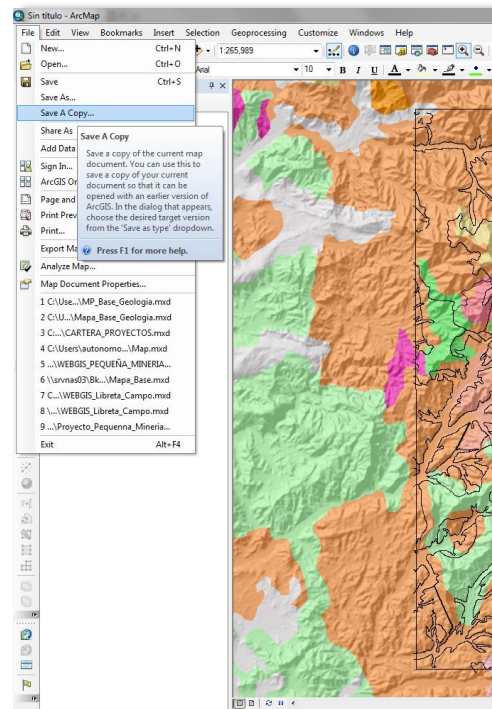 Sin título - ArcMap
File Edit View Bookmarks Insert Selection Geoprocessing Customize Windows Help
New... Ctrl+N
1:265,989
Open... Ctrl+O
Arial 10 B I U A
Save Ctrl+S
Save As...
Save A Copy...
Share As
Save A Copy
Save a copy of the current map
document. You can use this to
save a copy of your current
document so that it can be
opened with an earlier version of
ArcGIS. In the dialog that appears,
choose the desired target version
from the 'Save as type' dropdown.
Press F1 for more help.
Add Data
Sign In...
ArcGIS On
Page and
Print Prev
Print...
Export Ma
Analyze Map...
Map Document Properties...
1 C:\Use...\MP_Base_Geologia.mxd
2 C:\U...\Mapa_Base_Geologia.mxd
3 C:...\CARTERA_PROYECTOS.mxd
4 C:\Users\autonomo...\Map.mxd
5 ...\WEBGIS_PEQUEÑA_MINERIA...
6 \\srvnas03\Bk...\Mapa_Base.mxd
7 C...\WEBGIS_Libreta_Campo.mxd
8 \...\WEBGIS_Libreta_Campo.mxd
9 ...\Proyecto_Pequenna_Mineria...
Exit Alt+F4